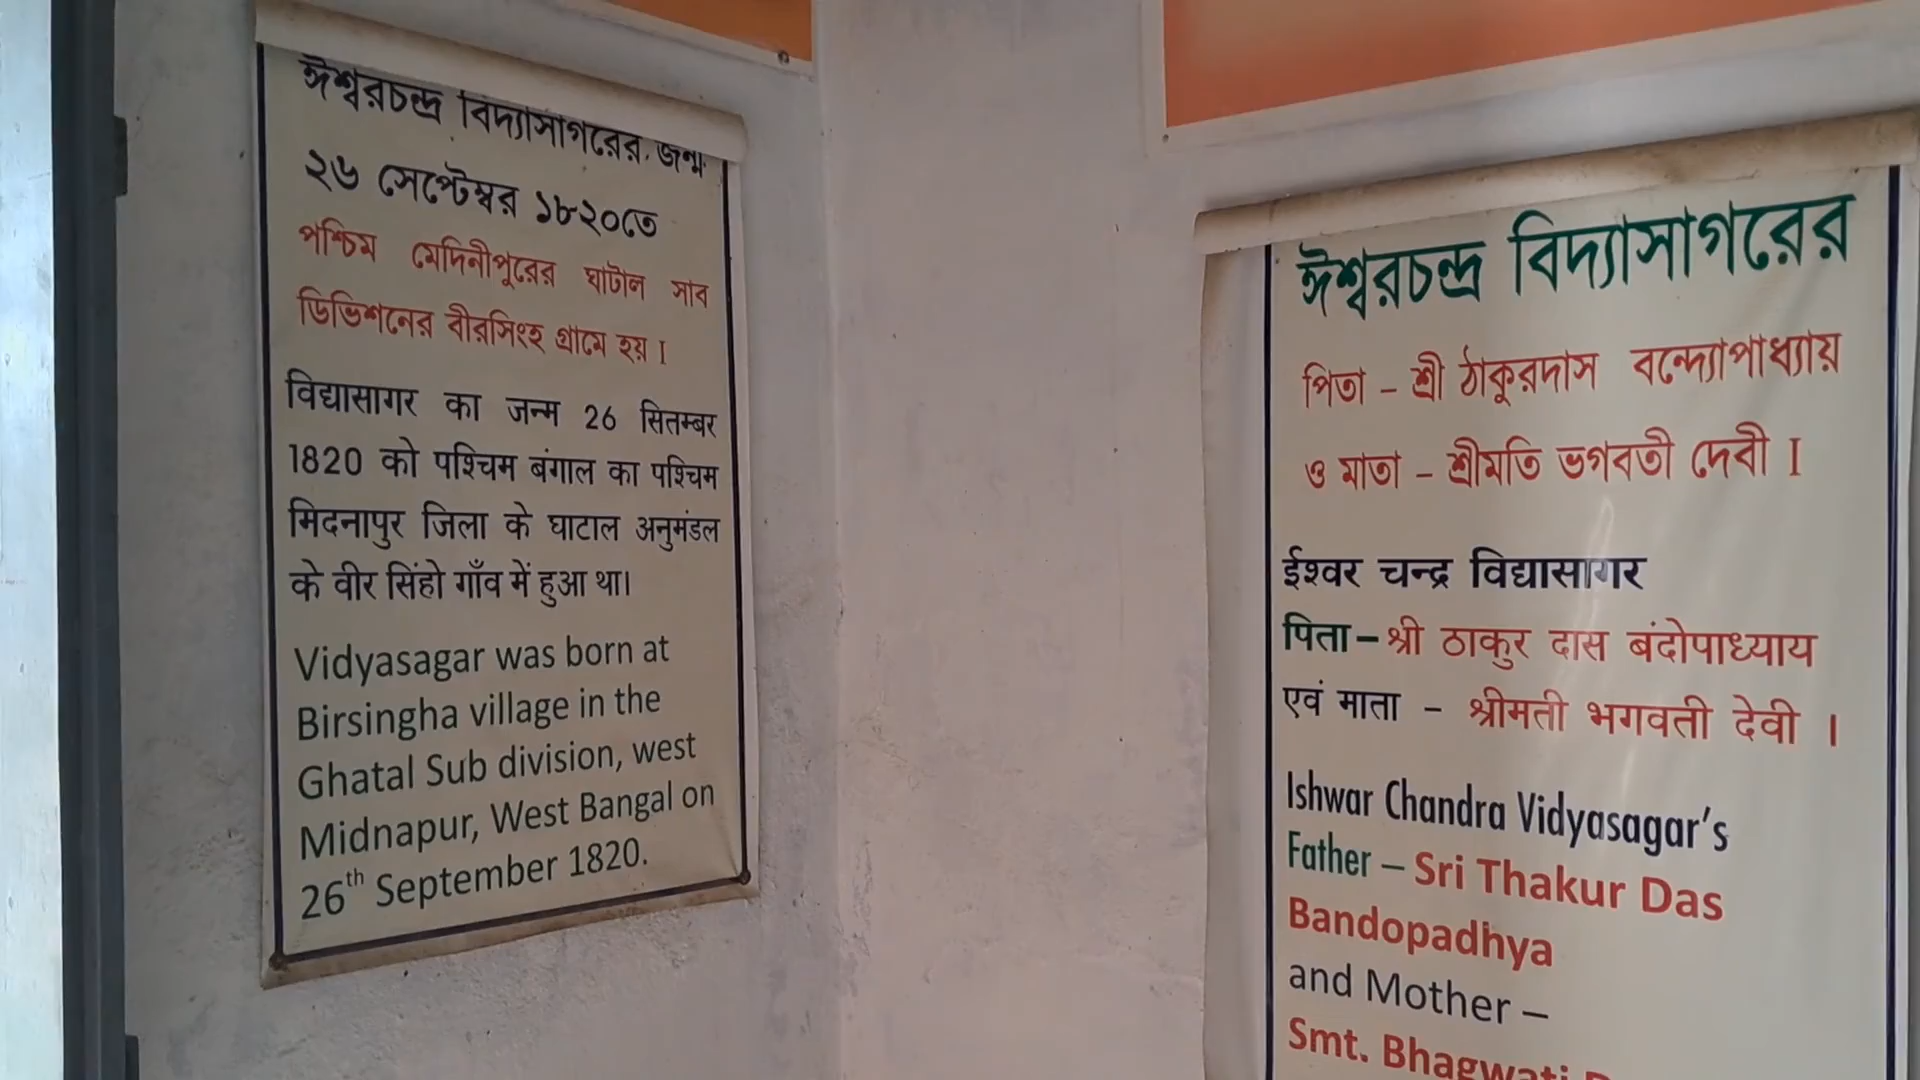 ঈশ্বরচন্দ্র বিদ্যাসাগরের জন্ম
২৬ সেপ্টেম্বর ১৮২০তে
পশ্চিম মেদিনীপুরের ঘাটাল সাব
ডিভিশনের বীরসিংহ গ্রামে হয় I
विद्यासागर का जन्म 26 सितम्बर
1820 को पश्चिम बंगाल का पश्चिम
मिदनापुर जिला के घाटाल अनुमंडल
के वीर सिंहो गाँव में हुआ था।
Vidyasagar was born at
Birsingha village in the
Ghatal Sub division, west
Midnapur, West Bangal on
26th September 1820.
ঈশ্বরচন্দ্র বিদ্যাসাগরের
পিতা – শ্রী ঠাকুরদাস বন্দ্যোপাধ্যায়
ও মাতা – শ্রীমতি ভগবতী দেবী I
ईश्वर चन्द्र विद्यासागर
पिता – श्री ठाकुर दास बंदोपाध्याय
एवं माता – श्रीमती भगवती देवी ।
Ishwar Chandra Vidyasagar's
Father – Sri Thakur Das
Bandopadhya
and Mother –
Smt. Bhagwati